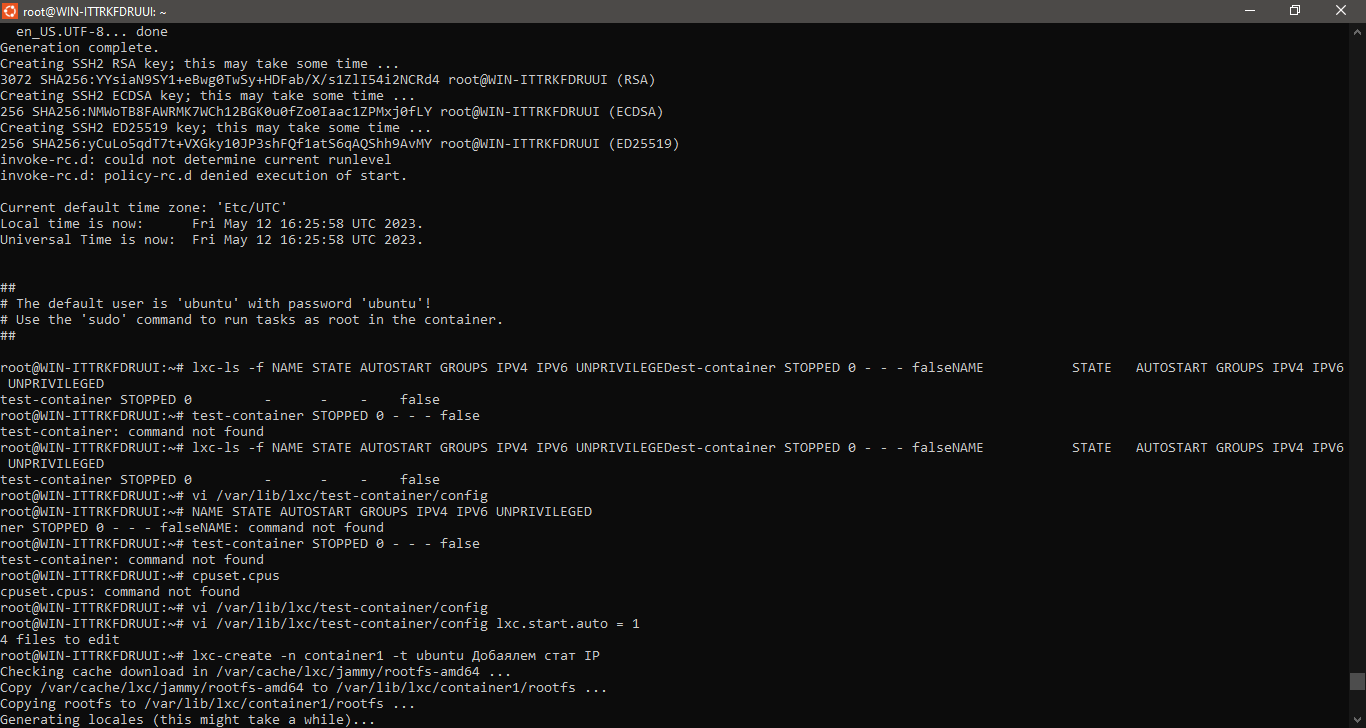 root@WIN-ITTRKFDRUUI: ~
en_US.UTF-8... done
Generation complete.
Creating SSH2 RSA key; this may take some time ...
3072 SHA256:YYsiaN9SY1+eBwg0TwSy+HDFab/X/s1ZlI54i2NCRd4 root@WIN-ITTRKFDRUUI (RSA)
Creating SSH2 ECDSA key; this may take some time ...
256 SHA256:NMWoTB8FAWRMK7WCh12BGK0u0fZo0Iaac1ZPMxj0fLY root@WIN-ITTRKFDRUUI (ECDSA)
Creating SSH2 ED25519 key; this may take some time ...
256 SHA256:yCuLo5qdT7t+VXGky10JP3shFQf1atS6qAQShh9AvMY root@WIN-ITTRKFDRUUI (ED25519)
invoke-rc.d: could not determine current runlevel
invoke-rc.d: policy-rc.d denied execution of start.
Current default time zone: 'Etc/UTC'
Local time is now:      Fri May 12 16:25:58 UTC 2023.
Universal Time is now:  Fri May 12 16:25:58 UTC 2023.
##
# The default user is 'ubuntu' with password 'ubuntu'!
# Use the 'sudo' command to run tasks as root in the container.
##
root@WIN-ITTRKFDRUUI:~# lxc-ls -f NAME STATE AUTOSTART GROUPS IPV4 IPV6 UNPRIVILEGEDest-container STOPPED 0 - - - falseNAME           STATE   AUTOSTART GROUPS IPV4 IPV6
UNPRIVILEGED
test-container STOPPED 0         -      -    -    false
root@WIN-ITTRKFDRUUI:~# test-container STOPPED 0 - - - false
test-container: command not found
root@WIN-ITTRKFDRUUI:~# lxc-ls -f NAME STATE AUTOSTART GROUPS IPV4 IPV6 UNPRIVILEGEDest-container STOPPED 0 - - - falseNAME           STATE   AUTOSTART GROUPS IPV4 IPV6
UNPRIVILEGED
test-container STOPPED 0         -      -    -    false
root@WIN-ITTRKFDRUUI:~# vi /var/lib/lxc/test-container/config
root@WIN-ITTRKFDRUUI:~# NAME STATE AUTOSTART GROUPS IPV4 IPV6 UNPRIVILEGED
ner STOPPED 0 - - - falseNAME: command not found
root@WIN-ITTRKFDRUUI:~# test-container STOPPED 0 - - - false
test-container: command not found
root@WIN-ITTRKFDRUUI:~# cpuset.cpus
cpuset.cpus: command not found
root@WIN-ITTRKFDRUUI:~# vi /var/lib/lxc/test-container/config
root@WIN-ITTRKFDRUUI:~# vi /var/lib/lxc/test-container/config lxc.start.auto = 1
4 files to edit
root@WIN-ITTRKFDRUUI:~# lxc-create -n container1 -t ubuntu Добаялем стат IP
Checking cache download in /var/cache/lxc/jammy/rootfs-amd64 ...
Copy /var/cache/lxc/jammy/rootfs-amd64 to /var/lib/lxc/container1/rootfs ...
Copying rootfs to /var/lib/lxc/container1/rootfs ...
Generating locales (this might take a while)...